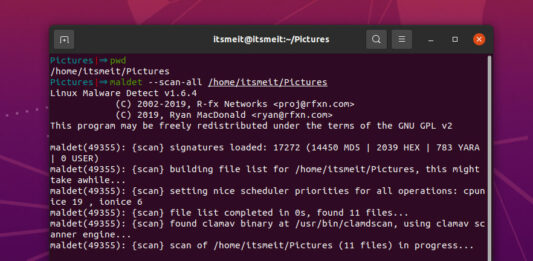 itsmeit@itsmeit:~/Pictures
Pictures|⇒ pwd
/home/itsmeit/Pictures
Pictures|⇒ maldet --scan-all /home/itsmeit/Pictures
Linux Malware Detect v1.6.4
(C) 2002-2019, R-fx Networks <proj@rfxn.com>
(C) 2019, Ryan MacDonald <ryan@rfxn.com>
This program may be freely redistributed under the terms of the GNU GPL v2
maldet(49355): {scan} signatures loaded: 17272 (14450 MD5 | 2039 HEX | 783 YARA
| 0 USER)
maldet(49355): {scan} building file list for /home/itsmeit/Pictures, this might
take awhile...
maldet(49355): {scan} setting nice scheduler priorities for all operations: cpun
ice 19 , ionice 6
maldet(49355): {scan} file list completed in 0s, found 11 files...
maldet(49355): {scan} found clamav binary at /usr/bin/clamdscan, using clamav sc
anner engine...
maldet(49355): {scan} scan of /home/itsmeit/Pictures (11 files) in progress...